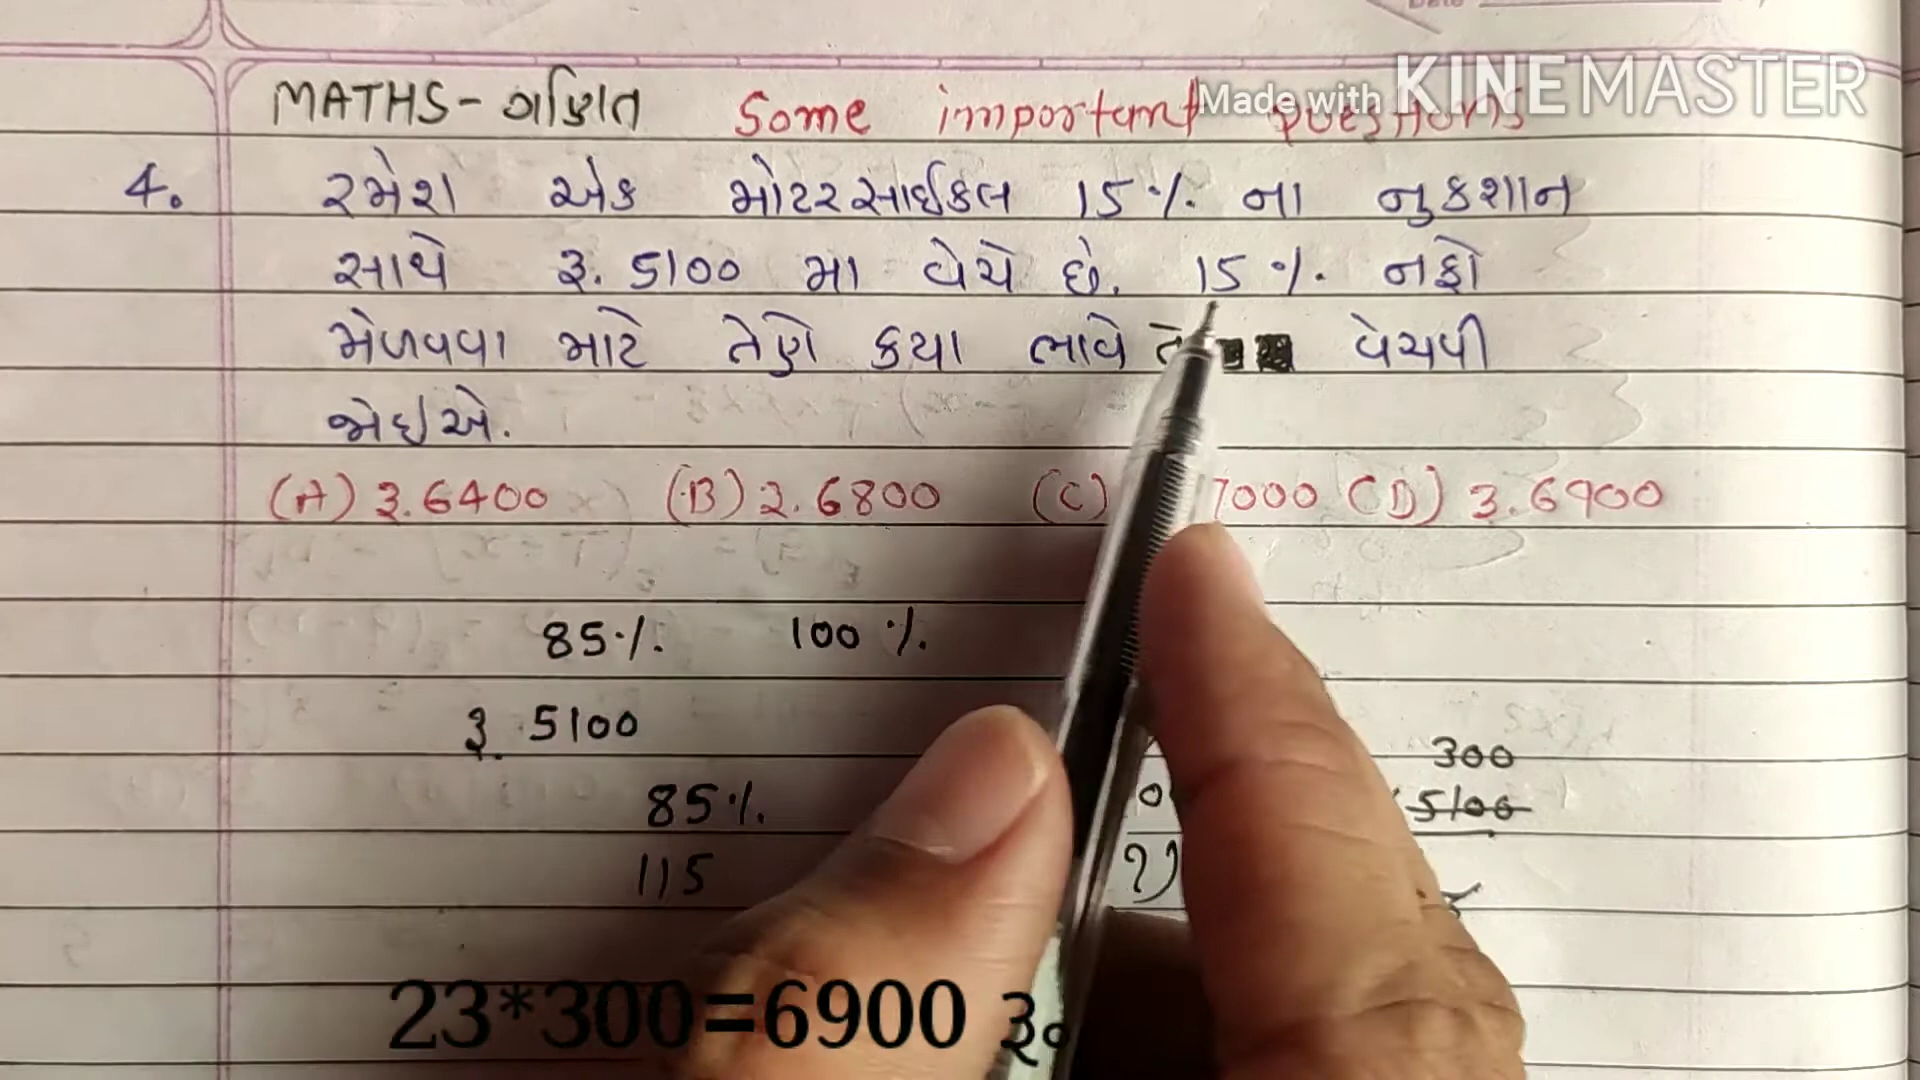 MATHS - ગણિત Some important questions
Made with KINEMASTER
4. રમેશ એક મોટરસાઈકલ 15 % ના નુકશાન
સાથે રૂ. 5100 મા વેચે છે. 15 % નફો
મેળવવા માટે તેણે કયા ભાવે તે વેચવી
જોઇએ.
(A) રૂ. 6400 (B) રૂ. 6800 (C) 7000 (D) રૂ. 6900
85 % 100 %
રૂ. 5100
300
85 % 5100
115 (?)
23*300=6900 રૂ.